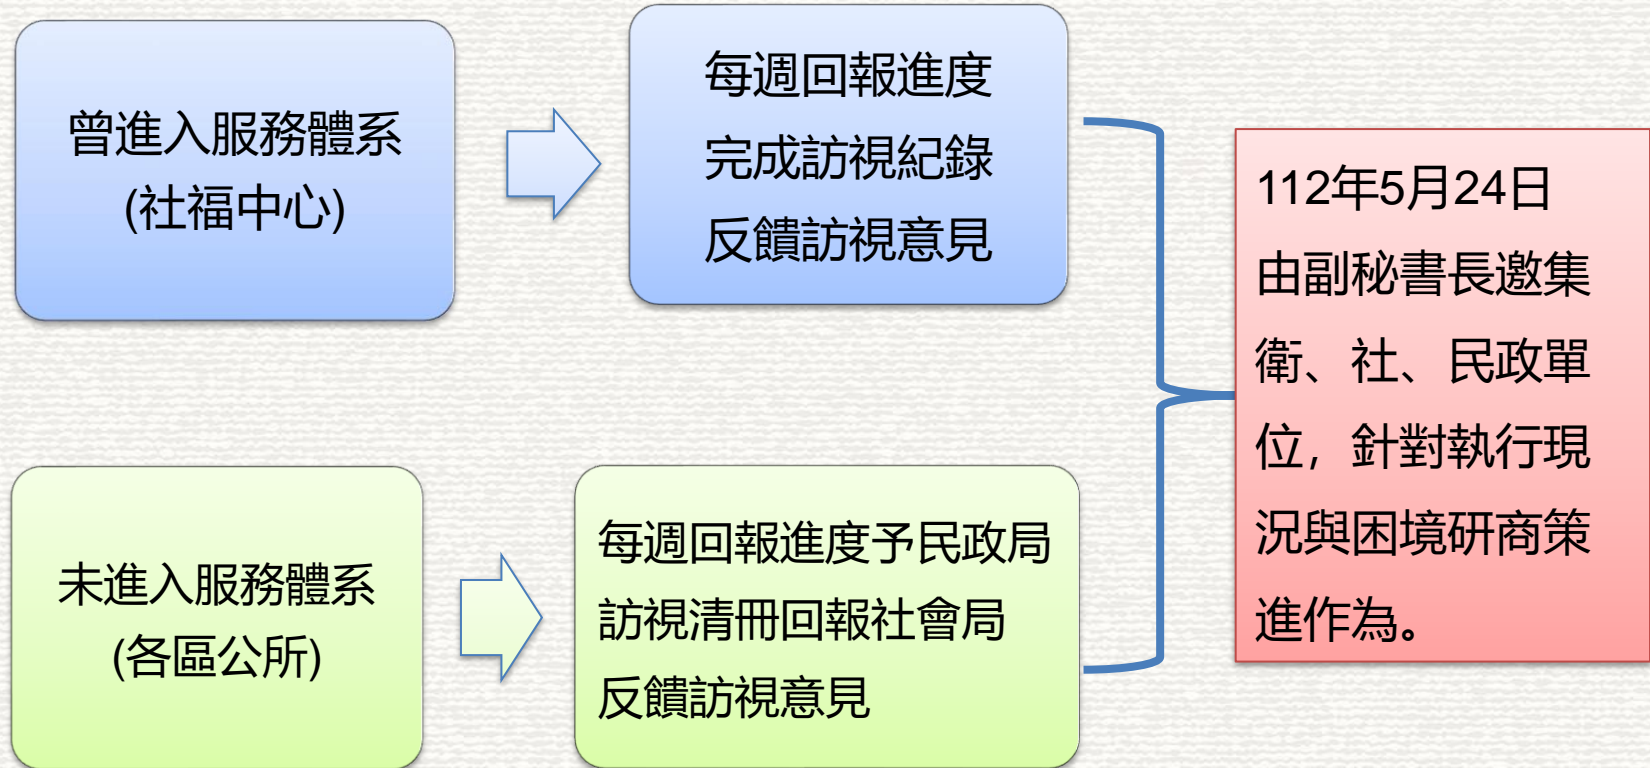 曾進入服務體系
(社福中心)
每週回報進度
完成訪視紀錄
反饋訪視意見
未進入服務體系
(各區公所)
每週回報進度予民政局
訪視清冊回報社會局
反饋訪視意見
112年5月24日
由副秘書長邀集
衛、社、民政單
位，針對執行現
況與困境研商策
進作為。